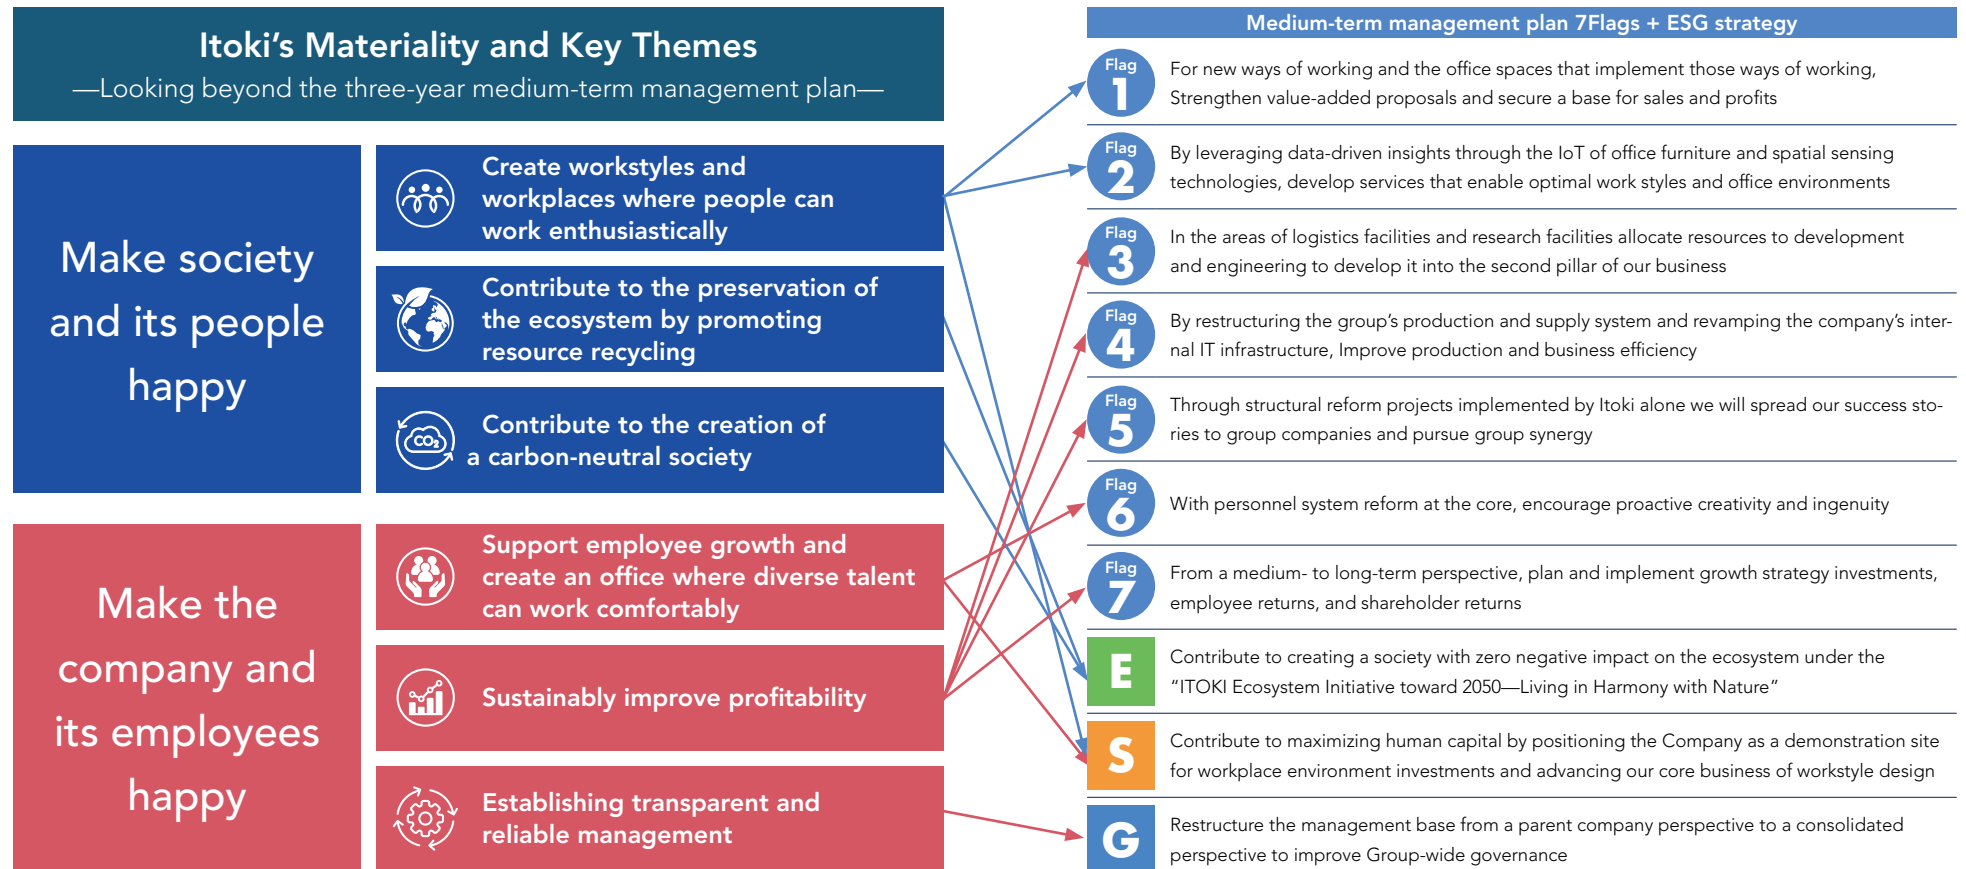 Itoki’s Materiality and Key Themes
—Looking beyond the three-year medium-term management plan—
Make society
and its people
happy
Create workstyles and
workplaces where people can
work enthusiastically
Contribute to the preservation of
the ecosystem by promoting
resource recycling
CO₂
Contribute to the creation of
a carbon-neutral society
Make the
company and
its employees
happy
Support employee growth and
create an office where diverse talent
can work comfortably
Sustainably improve profitability
Establishing transparent and
reliable management
Medium-term management plan 7Flags + ESG strategy
Flag
1
For new ways of working and the office spaces that implement those ways of working,
Strengthen value-added proposals and secure a base for sales and profits
Flag
2
By leveraging data-driven insights through the IoT of office furniture and spatial sensing
technologies, develop services that enable optimal work styles and office environments
Flag
3
In the areas of logistics facilities and research facilities allocate resources to development
and engineering to develop it into the second pillar of our business
Flag
4
By restructuring the group’s production and supply system and revamping the company’s inter-
nal IT infrastructure, Improve production and business efficiency
Flag
5
Through structural reform projects implemented by Itoki alone we will spread our success sto-
ries to group companies and pursue group synergy
Flag
6
With personnel system reform at the core, encourage proactive creativity and ingenuity
Flag
7
From a medium- to long-term perspective, plan and implement growth strategy investments,
employee returns, and shareholder returns
E
Contribute to creating a society with zero negative impact on the ecosystem under the
“ITOKI Ecosystem Initiative toward 2050—Living in Harmony with Nature”
S
Contribute to maximizing human capital by positioning the Company as a demonstration site
for workplace environment investments and advancing our core business of workstyle design
G
Restructure the management base from a parent company perspective to a consolidated
perspective to improve Group-wide governance